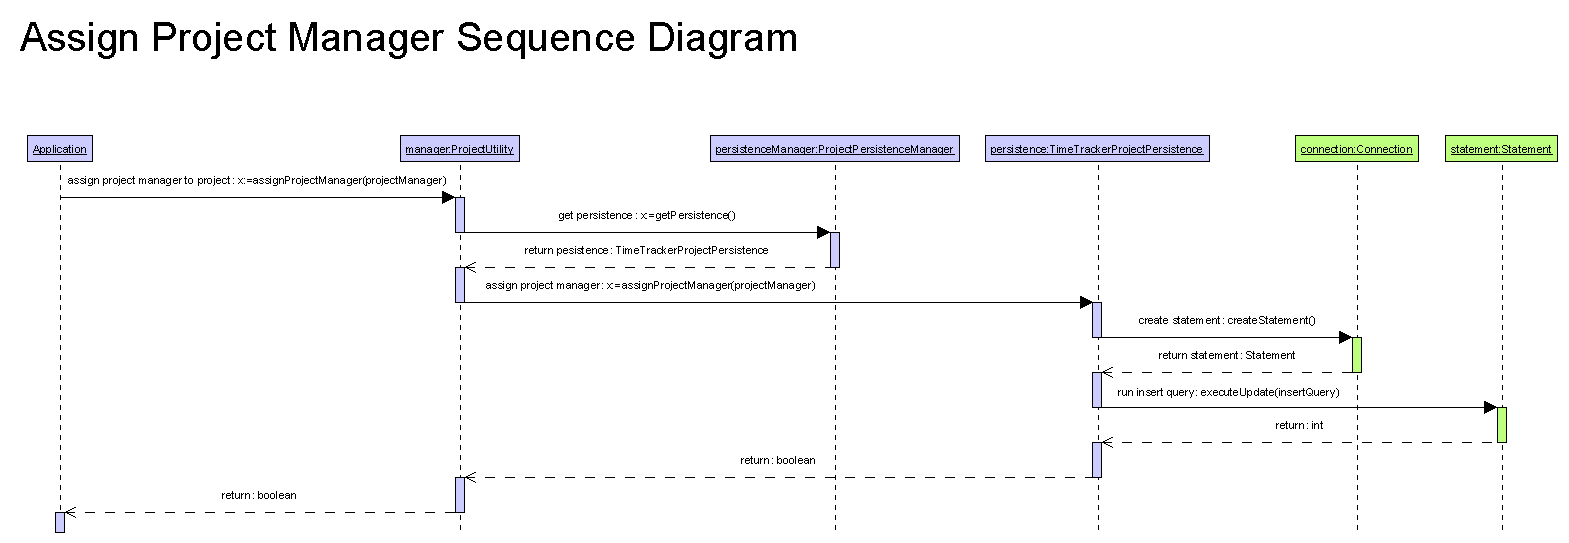 Assign Project Manager Sequence Diagram
Application
manager:ProjectUtility
persistenceManager:ProjectPersistenceManager
persistence:TimeTrackerProjectPersistence
connection:Connection
statement:Statement
assign project manager to project : x:=assignProjectManager(projectManager)
get persistence : x:=getPersistence()
return pesistence : TimeTrackerProjectPersistence
assign project manager: x:=assignProjectManager(projectManager)
create statement : createStatement()
return statement : Statement
run insert query: executeUpdate(insertQuery)
return : int
return : boolean
return : boolean